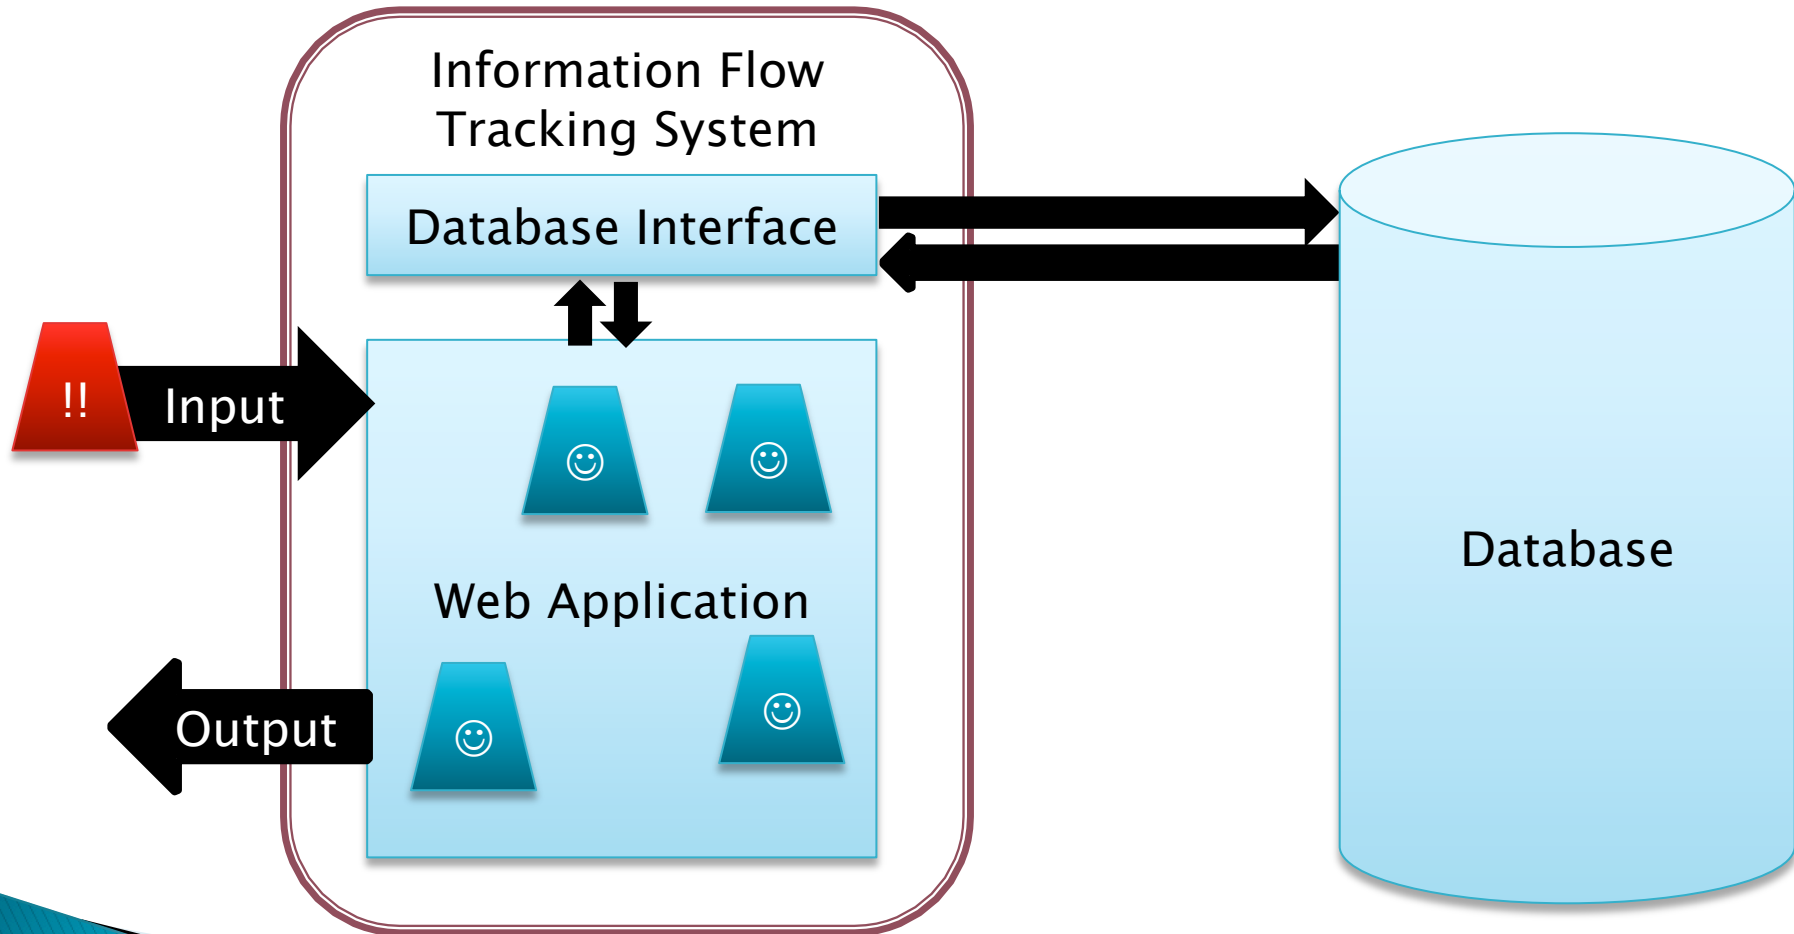 Information Flow
Tracking System
Database Interface
!!
Input
☺
☺
Web Application
Database
☺
☺
Output